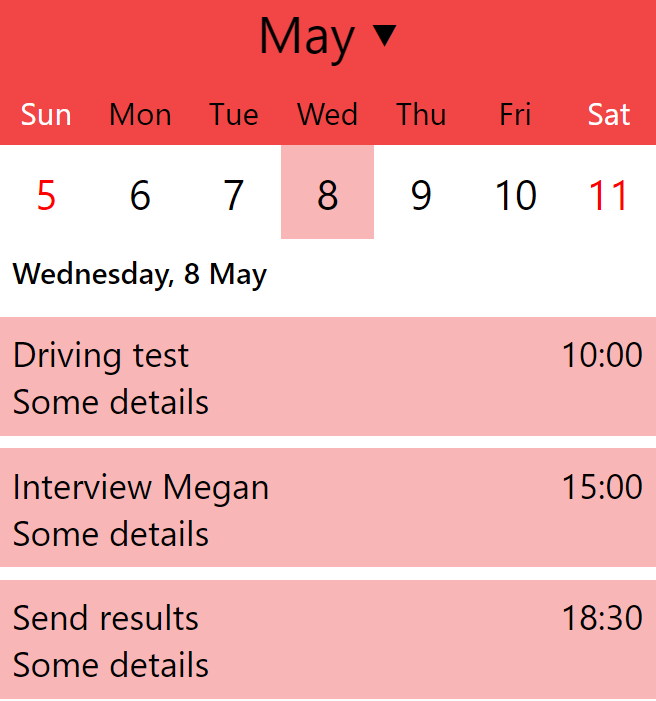 May ▼
Sun Mon Tue Wed Thu Fri Sat
5 6 7 8 9 10 11
Wednesday, 8 May
Driving test 10:00
Some details
Interview Megan 15:00
Some details
Send results 18:30
Some details